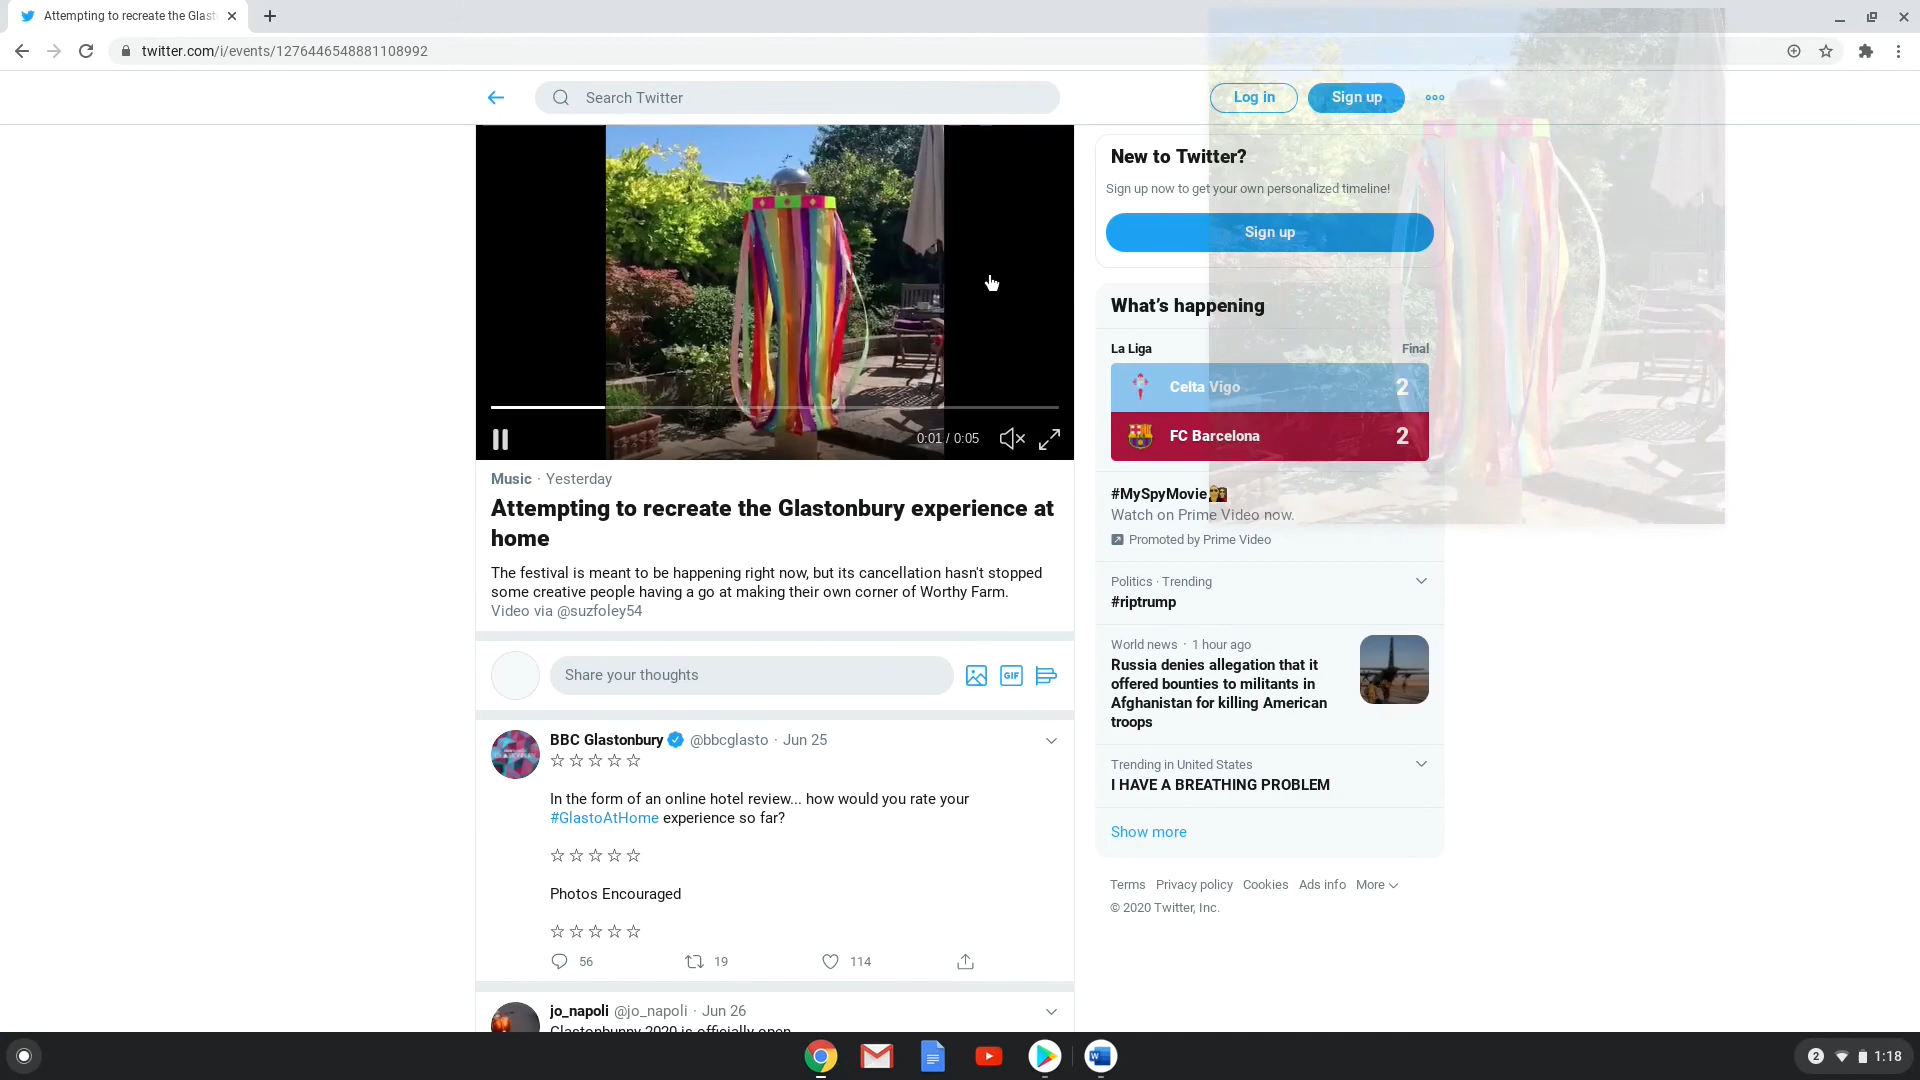 Attempting to recreate the Glast
twitter.com/i/events/1276446548881108992
Search Twitter
Log in
Sign up
0:01 / 0:05
Music · Yesterday
Attempting to recreate the Glastonbury experience at
home
The festival is meant to be happening right now, but its cancellation hasn't stopped
some creative people having a go at making their own corner of Worthy Farm.
Video via @suzfoley54
Share your thoughts
GIF
BBC Glastonbury @bbcglasto · Jun 25
☆ ☆ ☆ ☆ ☆
In the form of an online hotel review... how would you rate your
#GlastoAtHome experience so far?
☆ ☆ ☆ ☆ ☆
Photos Encouraged
☆ ☆ ☆ ☆ ☆
56 19 114
jo_napoli @jo_napoli · Jun 26
Glastonbunny 2020 is officially open
New to Twitter?
Sign up now to get your own personalized timeline!
Sign up
What's happening
La Liga Final
Celta Vigo 2
FC Barcelona 2
#MySpyMovie
Watch on Prime Video now.
Promoted by Prime Video
Politics · Trending
#riptrump
World news · 1 hour ago
Russia denies allegation that it
offered bounties to militants in
Afghanistan for killing American
troops
Trending in United States
I HAVE A BREATHING PROBLEM
Show more
Terms Privacy policy Cookies Ads info More
© 2020 Twitter, Inc.
2 1:18